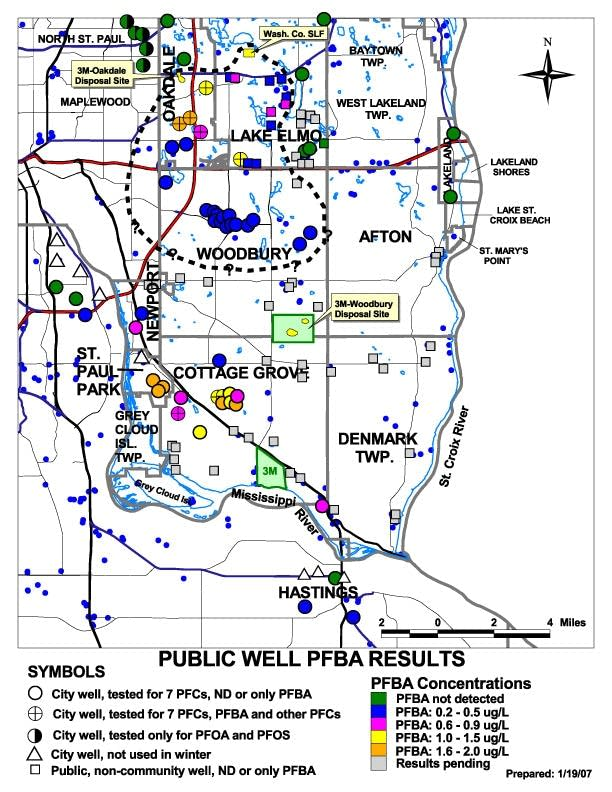 NORTH ST. PAUL
OAKDALE
Wash. Co. SLF
BAYTOWN
TWP.
N
3M-Oakdale
Disposal Site
MAPLEWOOD
WEST LAKELAND
TWP.
LAKE ELMO
LAKELAND
LAKELAND
SHORES
LAKE ST.
CROIX BEACH
?
?
?
?
WOODBURY
AFTON
ST. MARY'S
POINT
NEWPORT
3M-Woodbury
Disposal Site
ST.
PAUL
PARK
COTTAGE GROVE
GREY
CLOUD
ISL.
TWP.
DENMARK
TWP.
St. Croix River
3M
Grey Cloud Isl.
Mississippi
River
HASTINGS
2 0 2 4 Miles
PUBLIC WELL PFBA RESULTS
SYMBOLS
City well, tested for 7 PFCs, ND or only PFBA
City well, tested for 7 PFCs, PFBA and other PFCs
City well, tested only for PFOA and PFOS
City well, not used in winter
Public, non-community well, ND or only PFBA
PFBA Concentrations
PFBA not detected
PFBA: 0.2 - 0.5 ug/L
PFBA: 0.6 - 0.9 ug/L
PFBA: 1.0 - 1.5 ug/L
PFBA: 1.6 - 2.0 ug/L
Results pending
Prepared: 1/19/07